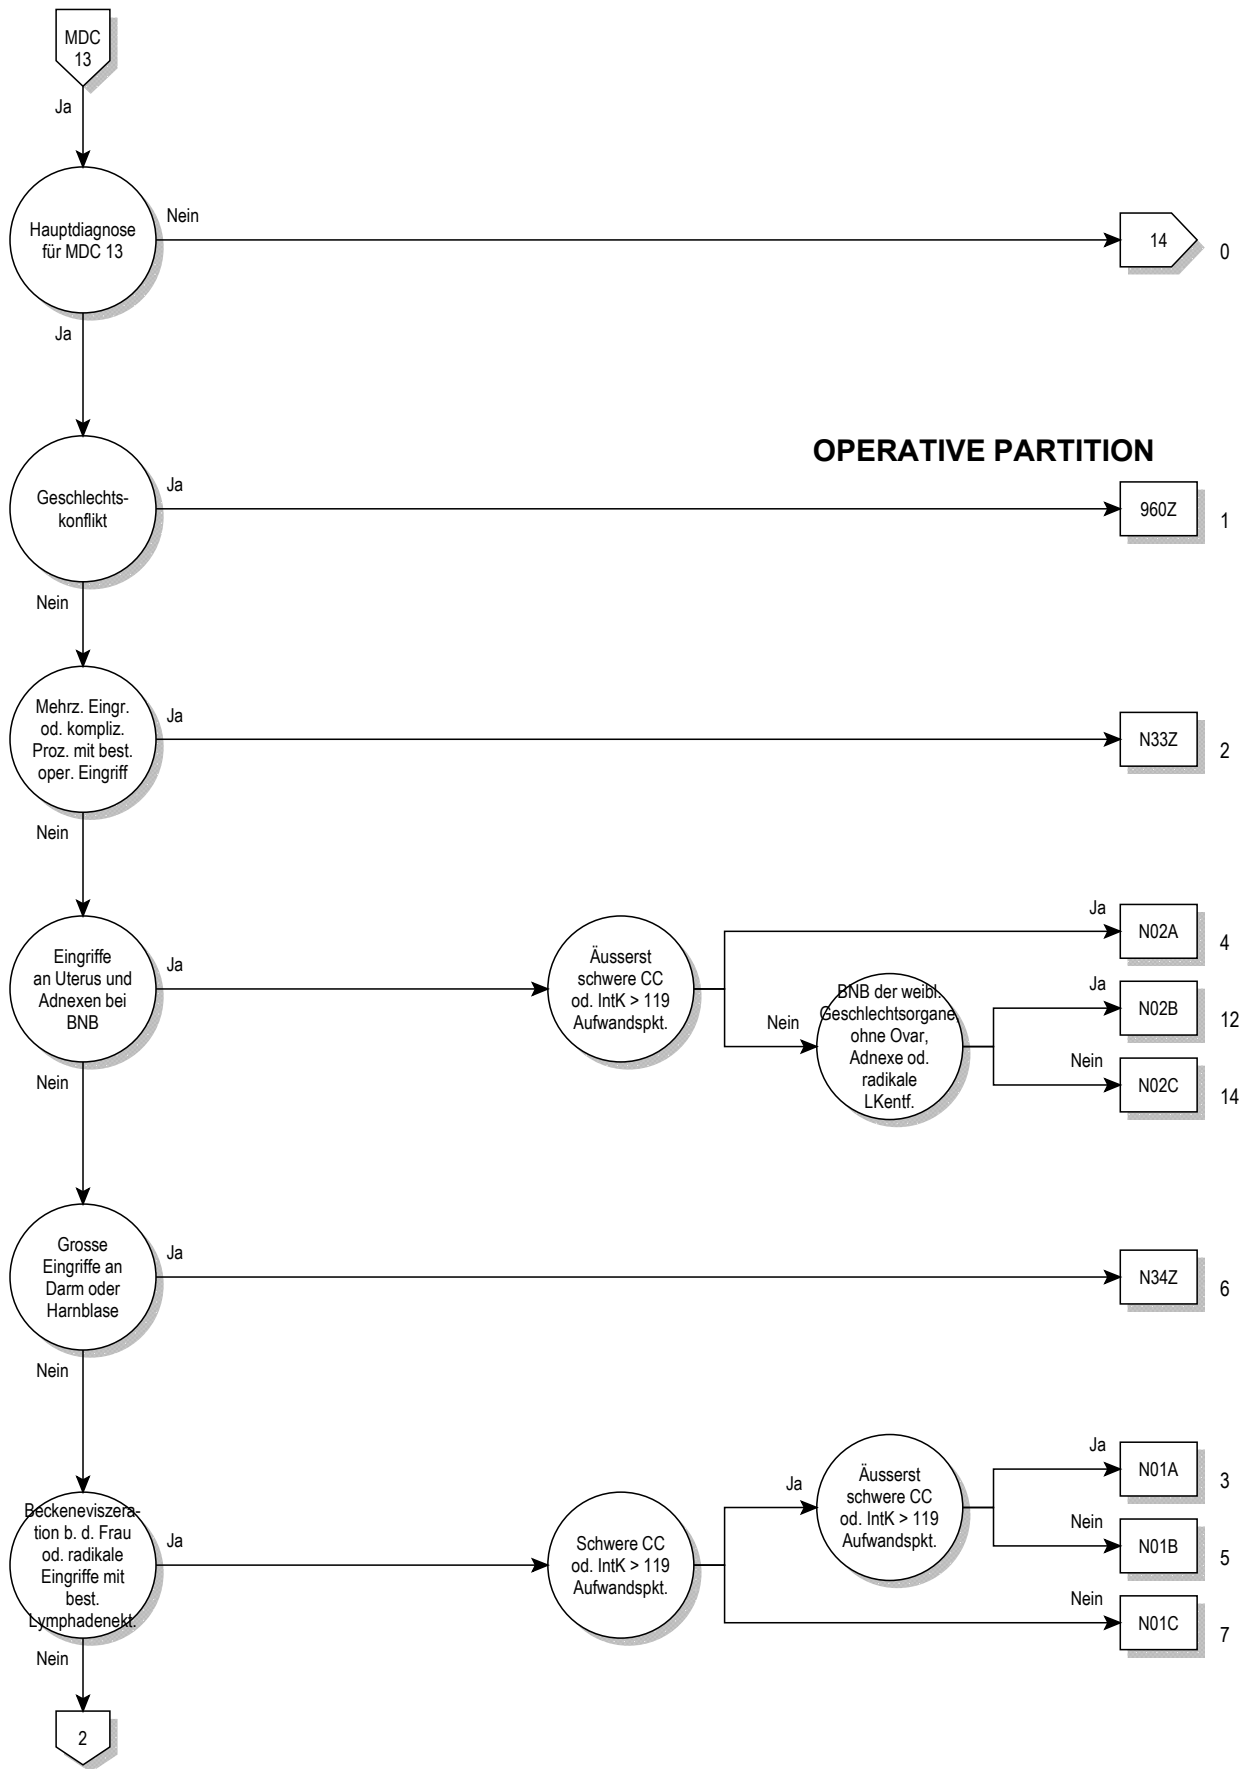 MDC
13
Ja
Hauptdiagnose
für MDC 13
Nein
14
0
Ja
OPERATIVE PARTITION
Geschlechts-
konflikt
Ja
960Z
1
Nein
Mehrz. Eingr.
od. kompliz.
Proz. mit best.
oper. Eingriff
Ja
N33Z
2
Nein
Eingriffe
an Uterus und
Adnexen bei
BNB
Ja
Äusserst
schwere CC
od. IntK > 119
Aufwandspkt.
Ja
N02A
4
Nein
BNB der weibl.
Geschlechtsorgane,
ohne Ovar,
Adnexe od.
radikale
LKentf.
Ja
N02B
12
Nein
N02C
14
Nein
Grosse
Eingriffe an
Darm oder
Harnblase
Ja
N34Z
6
Nein
Beckeneviszera-
tion b. d. Frau
od. radikale
Eingriffe mit
best.
Lymphadenekt.
Ja
Schwere CC
od. IntK > 119
Aufwandspkt.
Ja
Äusserst
schwere CC
od. IntK > 119
Aufwandspkt.
Ja
N01A
3
Nein
N01B
5
Nein
N01C
7
Nein
2